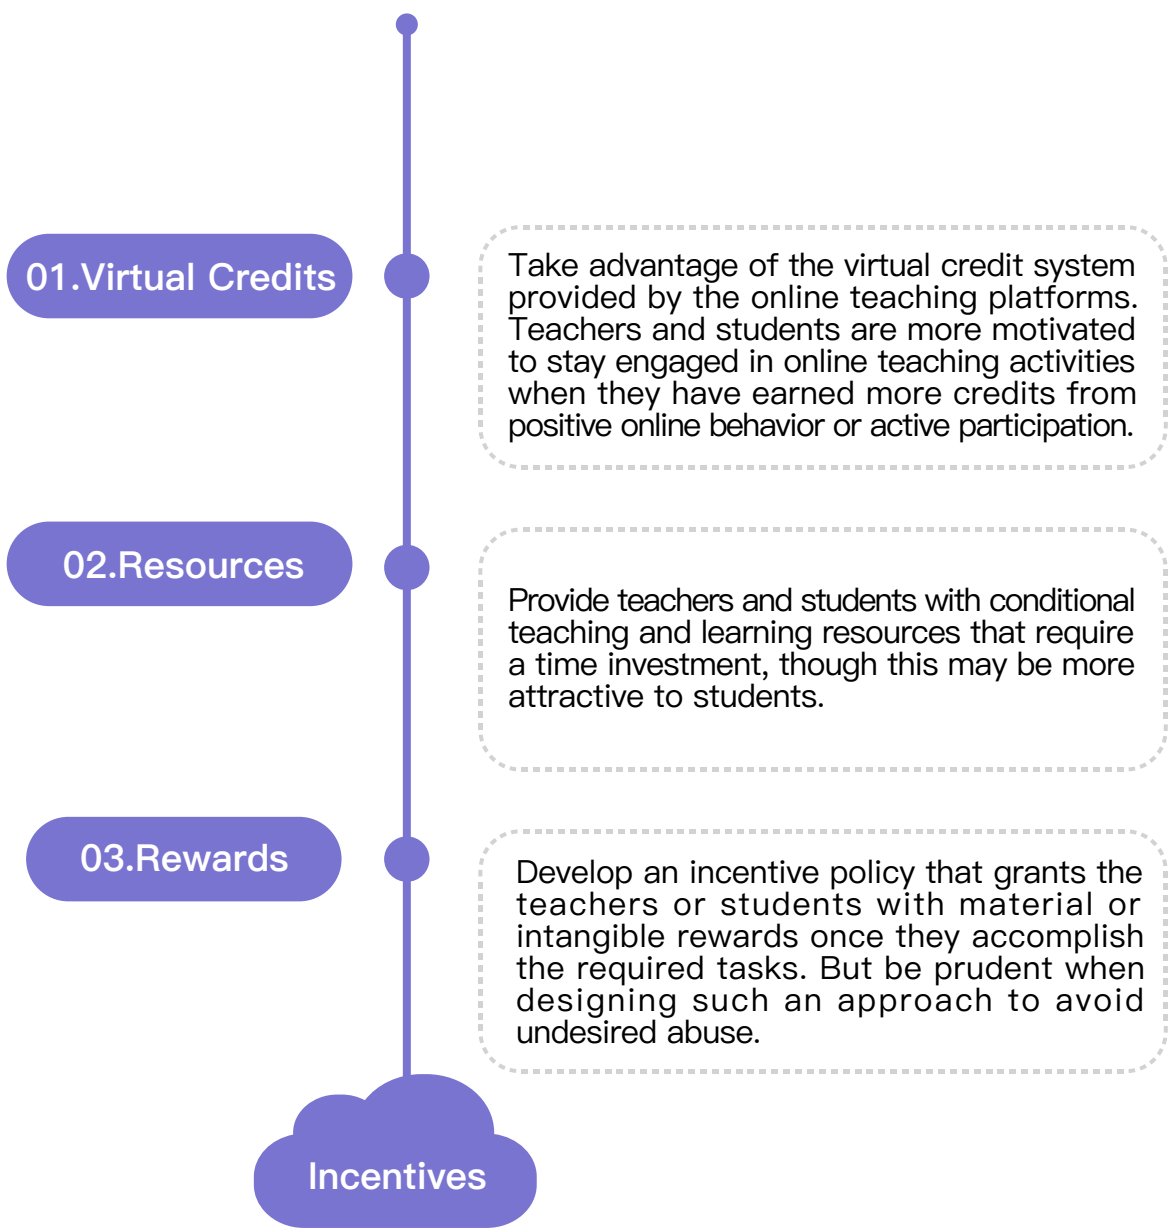 01.Virtual Credits
Take advantage of the virtual credit system
provided by the online teaching platforms.
Teachers and students are more motivated
to stay engaged in online teaching activities
when they have earned more credits from
positive online behavior or active participation.
02.Resources
Provide teachers and students with conditional
teaching and learning resources that require
a time investment, though this may be more
attractive to students.
03.Rewards
Develop an incentive policy that grants the
teachers or students with material or
intangible rewards once they accomplish
the required tasks. But be prudent when
designing such an approach to avoid
undesired abuse.
Incentives